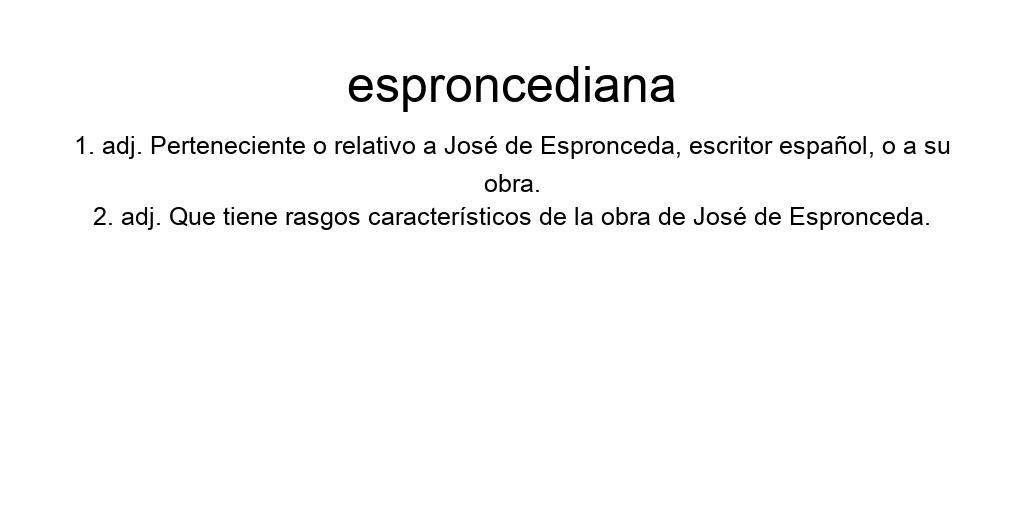 esproncediana
1. adj. Perteneciente o relativo a José de Espronceda, escritor español, o a su
obra.
2. adj. Que tiene rasgos característicos de la obra de José de Espronceda.